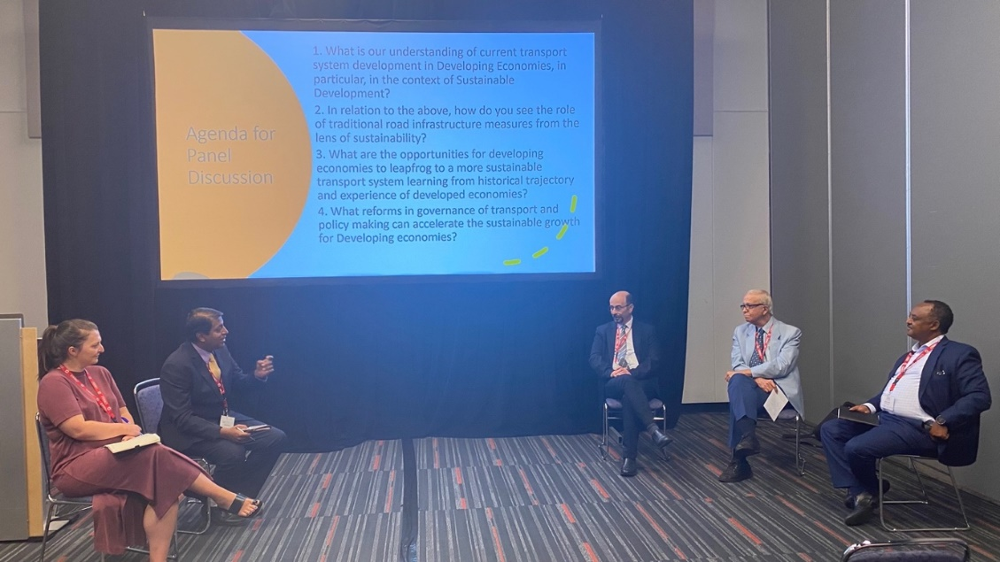 Agenda for
Panel
Discussion
1. What is our understanding of current transport
system development in Developing Economies, in
particular, in the context of Sustainable
Development?
2. In relation to the above, how do you see the role
of traditional road infrastructure measures from the
lens of sustainability?
3. What are the opportunities for developing
economies to leapfrog to a more sustainable
transport system learning from historical trajectory
and experience of developed economies?
4. What reforms in governance of transport and
policy making can accelerate the sustainable growth
for Developing economies?